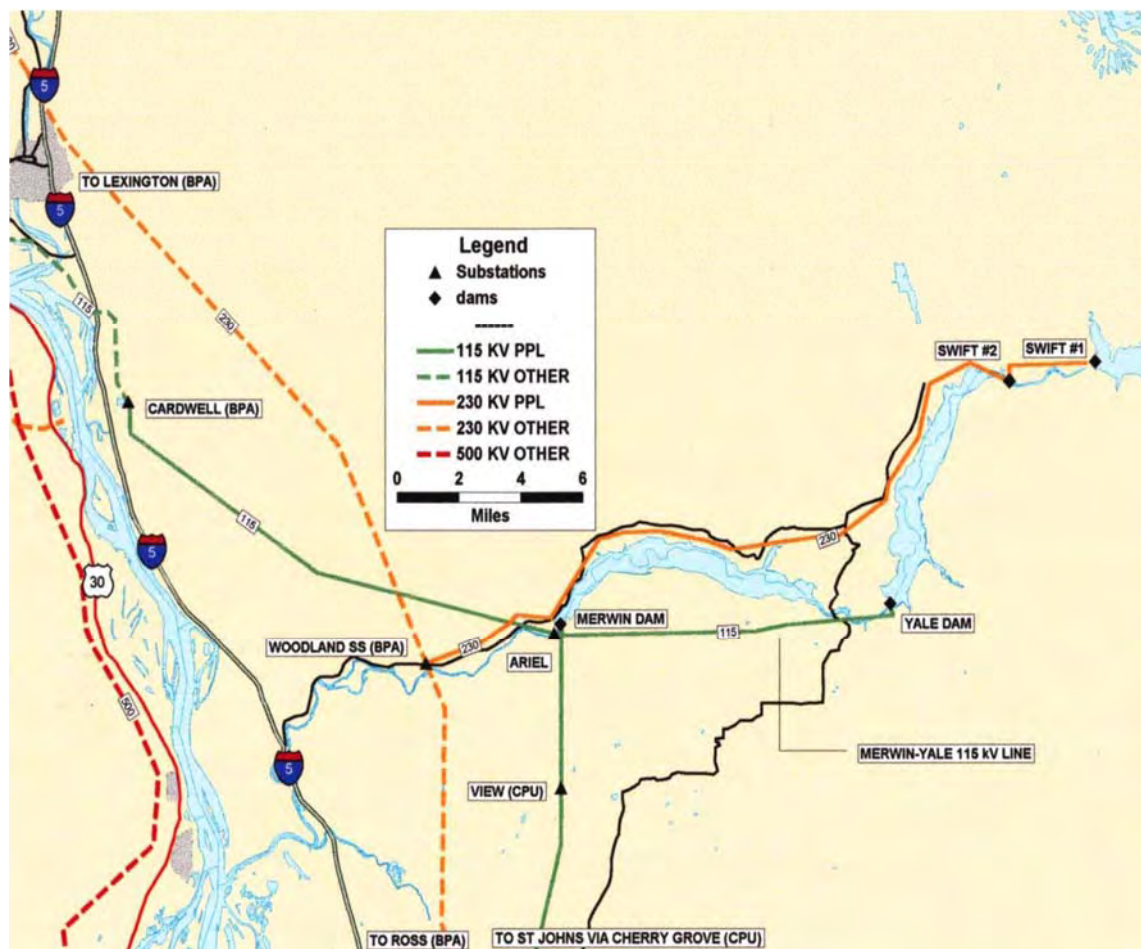 5
TO LEXINGTON (BPA)
5
230
115
Legend
Substations
dams
115 KV PPL
115 KV OTHER
230 KV PPL
230 KV OTHER
500 KV OTHER
0 2 4 6
Miles
SWIFT #2
SWIFT #1
CARDWELL (BPA)
115
5
30
230
MERWIN DAM
YALE DAM
115
WOODLAND SS (BPA)
230
ARIEL
500
5
MERWIN-YALE 115 kV LINE
VIEW (CPU)
TO ROSS (BPA)
TO ST JOHNS VIA CHERRY GROVE (CPU)